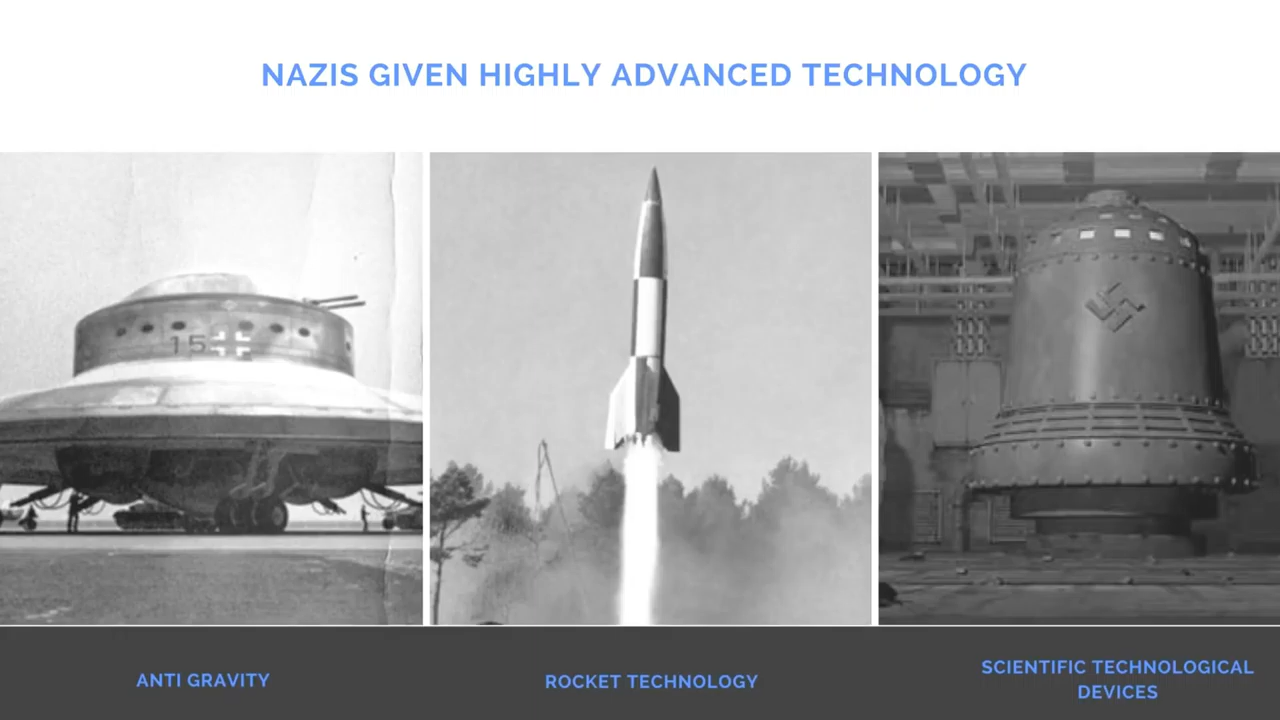 NAZIS GIVEN HIGHLY ADVANCED TECHNOLOGY
15
ANTI GRAVITY
ROCKET TECHNOLOGY
SCIENTIFIC TECHNOLOGICAL
DEVICES